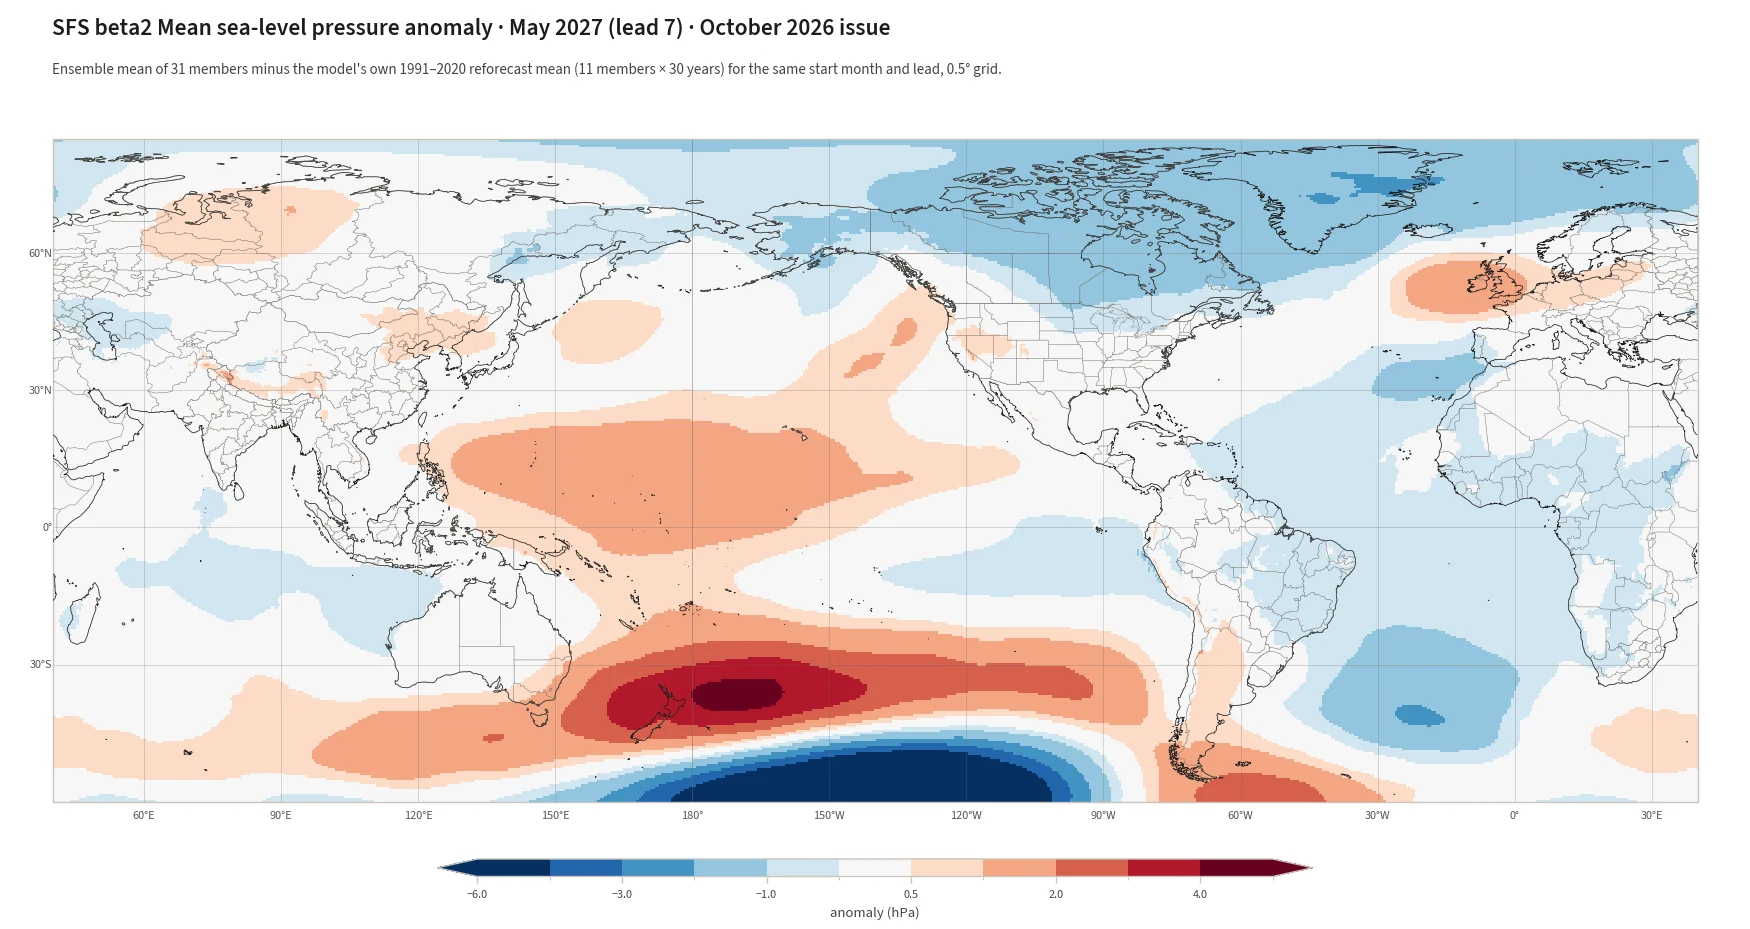 SFS beta2 Mean sea-level pressure anomaly · May 2027 (lead 7) · October 2026 issue
Ensemble mean of 31 members minus the model's own 1991–2020 reforecast mean (11 members × 30 years) for the same start month and lead, 0.5° grid.
60°N
30°N
0°
30°S
60°E 90°E 120°E 150°E 180° 150°W 120°W 90°W 60°W 30°W 0° 30°E
−6.0 −3.0 −1.0 0.5 2.0 4.0
anomaly (hPa)